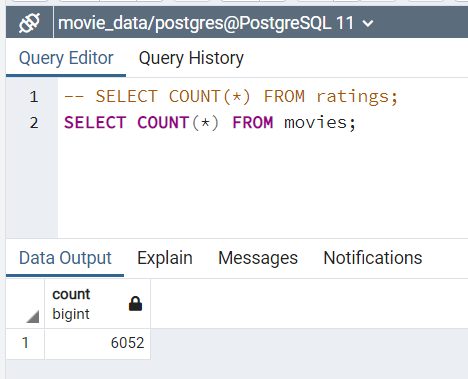 movie_data/postgres@PostgreSQL 11
Query Editor Query History
1 -- SELECT COUNT(*) FROM ratings;
2 SELECT COUNT(*) FROM movies;
Data Output Explain Messages Notifications
count
bigint
1 6052